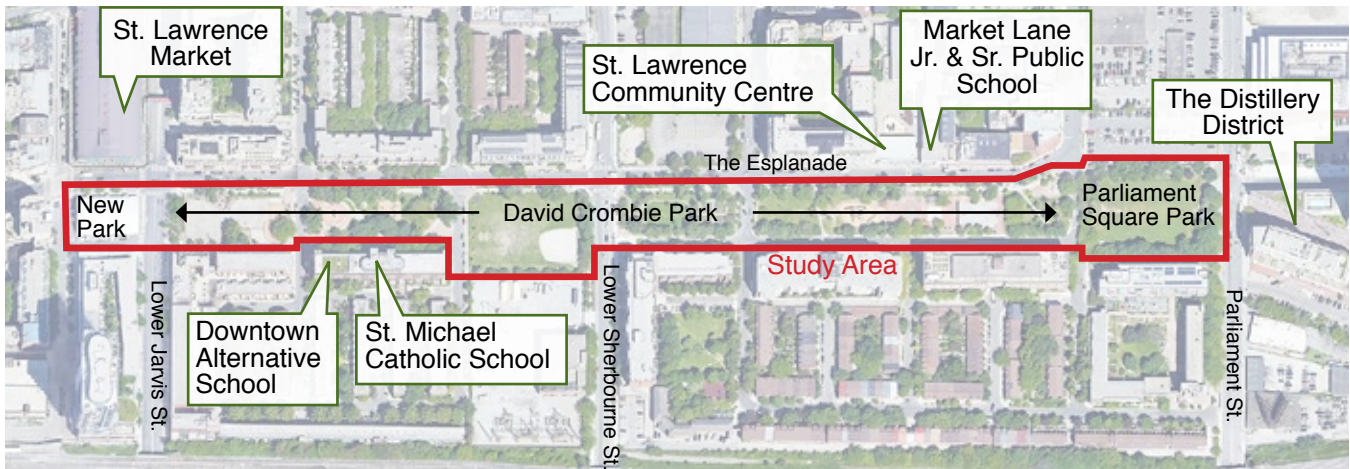 St. Lawrence
Market
St. Lawrence
Community Centre
Market Lane
Jr. & Sr. Public
School
The Distillery
District
The Esplanade
New
Park
David Crombie Park
Parliament
Square Park
Study Area
Downtown
Alternative
School
St. Michael
Catholic School
Lower Jarvis St.
Lower Sherbourne St.
Parliament St.